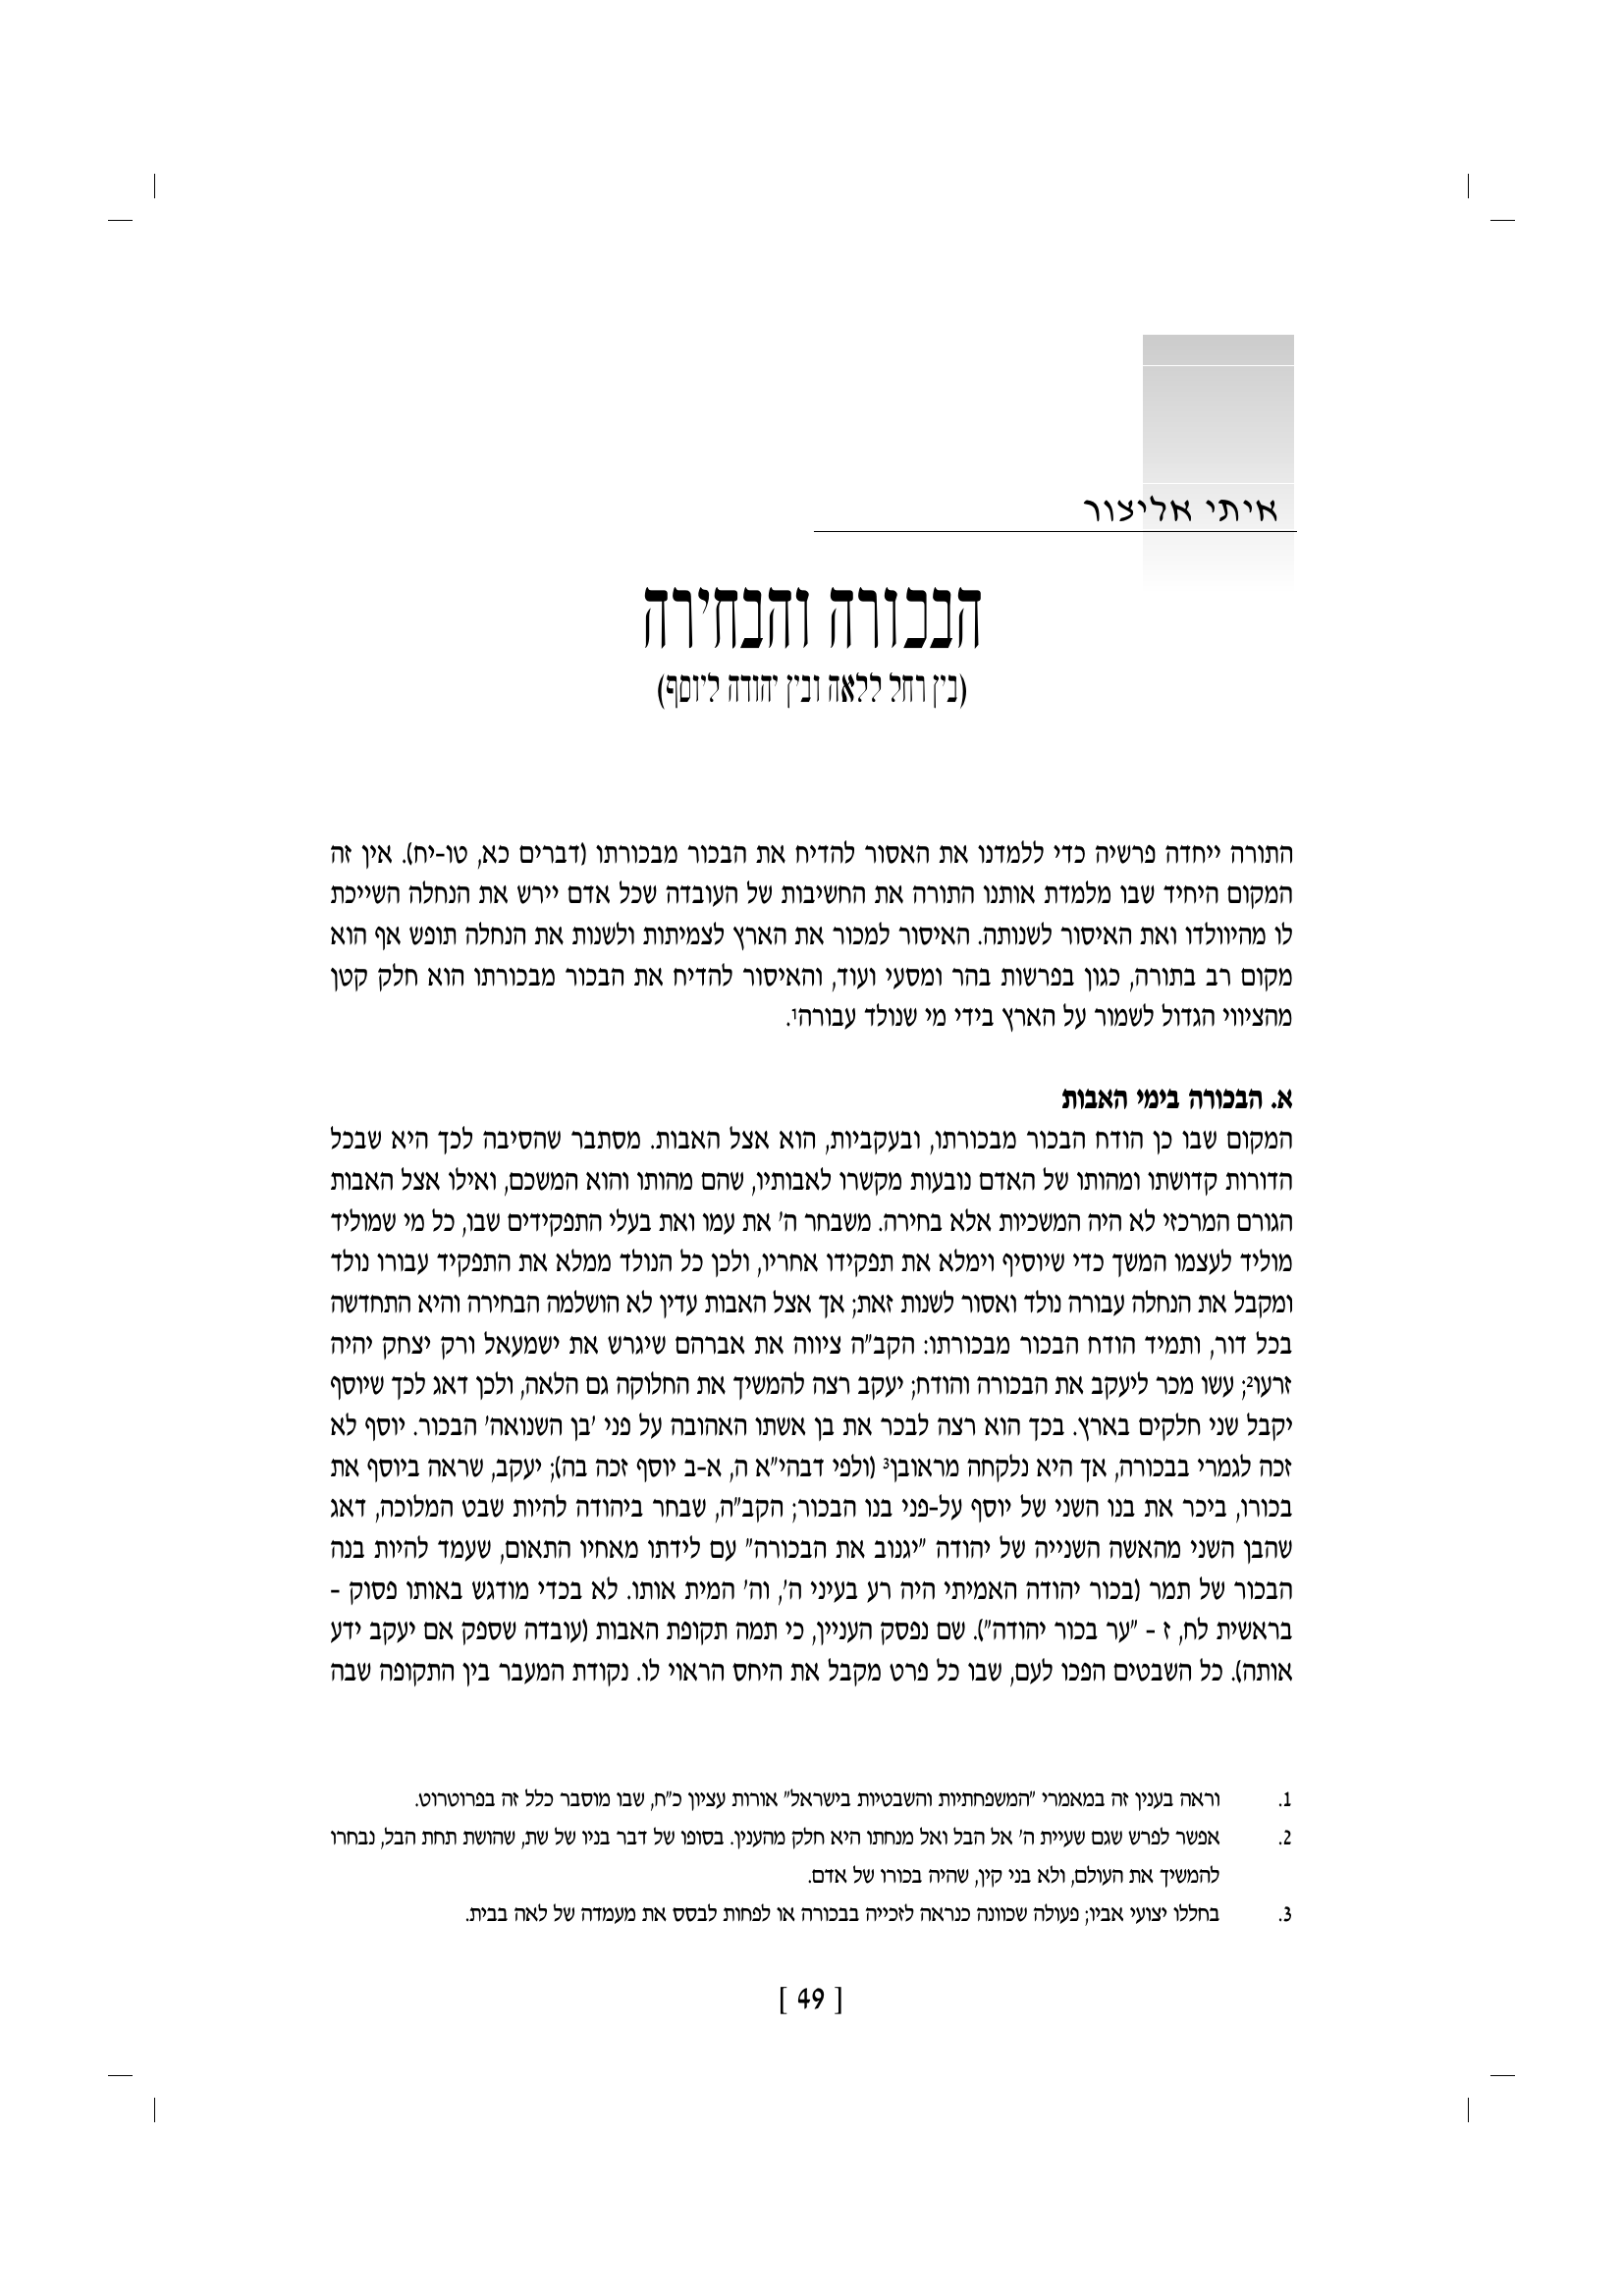 איתי אליצור
הבכורה והבחירה
(בין רחל ללאה ובין יהודה ליוסף)
התורה ייחדה פרשיה כדי ללמדנו את האסור להדיח את הבכור מבכורתו (דברים כא, טו-יח). אין זה
המקום היחיד שבו מלמדת אותנו התורה את החשיבות של העובדה שכל אדם יירש את הנחלה השייכת
לו מהיוולדו ואת האיסור לשנותה. האיסור למכור את הארץ לצמיתות ולשנות את הנחלה תופש אף הוא
מקום רב בתורה, כגון בפרשות בהר ומסעי ועוד, והאיסור להדיח את הבכור מבכורתו הוא חלק קטן
מהציווי הגדול לשמור על הארץ בידי מי שנולד עבורה¹.
א. הבכורה בימי האבות
המקום שבו כן הודח הבכור מבכורתו, ובעקביות, הוא אצל האבות. מסתבר שהסיבה לכך היא שבכל
הדורות קדושתו ומהותו של האדם נובעות מקשרו לאבותיו, שהם מהותו והוא המשכם, ואילו אצל האבות
הגורם המרכזי לא היה המשכיות אלא בחירה. משבחר ה' את עמו ואת בעלי התפקידים שבו, כל מי שמוליד
מוליד לעצמו המשך כדי שיוסיף וימלא את תפקידו אחריו, ולכן כל הנולד ממלא את התפקיד עבורו נולד
ומקבל את הנחלה עבורה נולד ואסור לשנות זאת; אך אצל האבות עדין לא הושלמה הבחירה והיא התחדשה
בכל דור, ותמיד הודח הבכור מבכורתו: הקב"ה ציווה את אברהם שיגרש את ישמעאל ורק יצחק יהיה
זרעו²; עשו מכר ליעקב את הבכורה והודח; יעקב רצה להמשיך את החלוקה גם הלאה, ולכן דאג לכך שיוסף
יקבל שני חלקים בארץ. בכך הוא רצה לבכר את בן אשתו האהובה על פני 'בן השנואה' הבכור. יוסף לא
זכה לגמרי בבכורה, אך היא נלקחה מראובן³ (ולפי דבהי"א ה, א-ב יוסף זכה בה); יעקב, שראה ביוסף את
בכורו, ביכר את בנו השני של יוסף על-פני בנו הבכור; הקב"ה, שבחר ביהודה להיות שבט המלוכה, דאג
שהבן השני מהאשה השנייה של יהודה "יגנוב את הבכורה" עם לידתו מאחיו התאום, שעמד להיות בנה
הבכור של תמר (בכור יהודה האמיתי היה רע בעיני ה', וה' המית אותו. לא בכדי מודגש באותו פסוק -
בראשית לח, ז - "ער בכור יהודה"). שם נפסק העניין, כי תמה תקופת האבות (עובדה שספק אם יעקב ידע
אותה). כל השבטים הפכו לעם, שבו כל פרט מקבל את היחס הראוי לו. נקודת המעבר בין התקופה שבה
1. וראה בענין זה במאמרי "המשפחתיות והשבטיות בישראל" אורות עציון כ"ח, שבו מוסבר כלל זה בפרוטרוט.
2. אפשר לפרש שגם שעיית ה' אל הבל ואל מנחתו היא חלק מהענין. בסופו של דבר בניו של שת, שהושת תחת הבל, נבחרו
להמשיך את העולם, ולא בני קין, שהיה בכורו של אדם.
3. בחללו יצועי אביו; פעולה שכוונה כנראה לזכייה בבכורה או לפחות לבסס את מעמדה של לאה בבית.
[ 49 ]